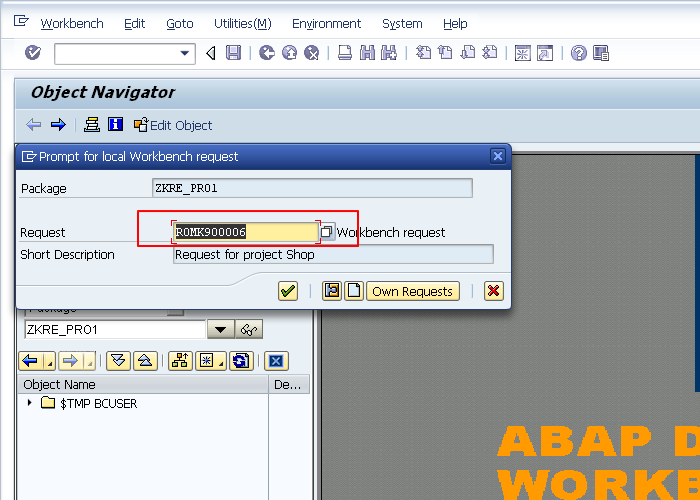 Workbench Edit Goto Utilities(M) Environment System Help
Object Navigator
Edit Object
Prompt for local Workbench request
Package ZKRE_PR01
Request R0MK900006 Workbench request
Short Description Request for project Shop
Own Requests
Package
ZKRE_PR01
Object Name De...
$TMP BCUSER
ABAP D
WORKB